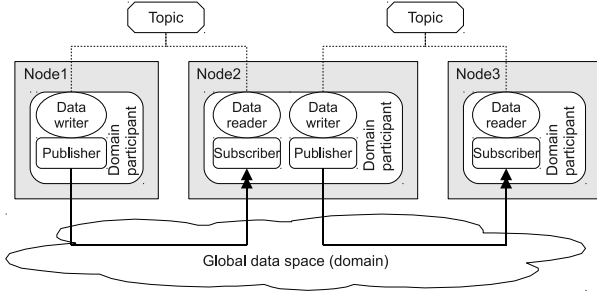 Topic
Topic
Node1
Data
writer
Publisher
Domain
participant
Node2
Data
reader
Subscriber
Data
writer
Publisher
Domain
participant
Node3
Data
reader
Subscriber
Domain
participant
Global data space (domain)